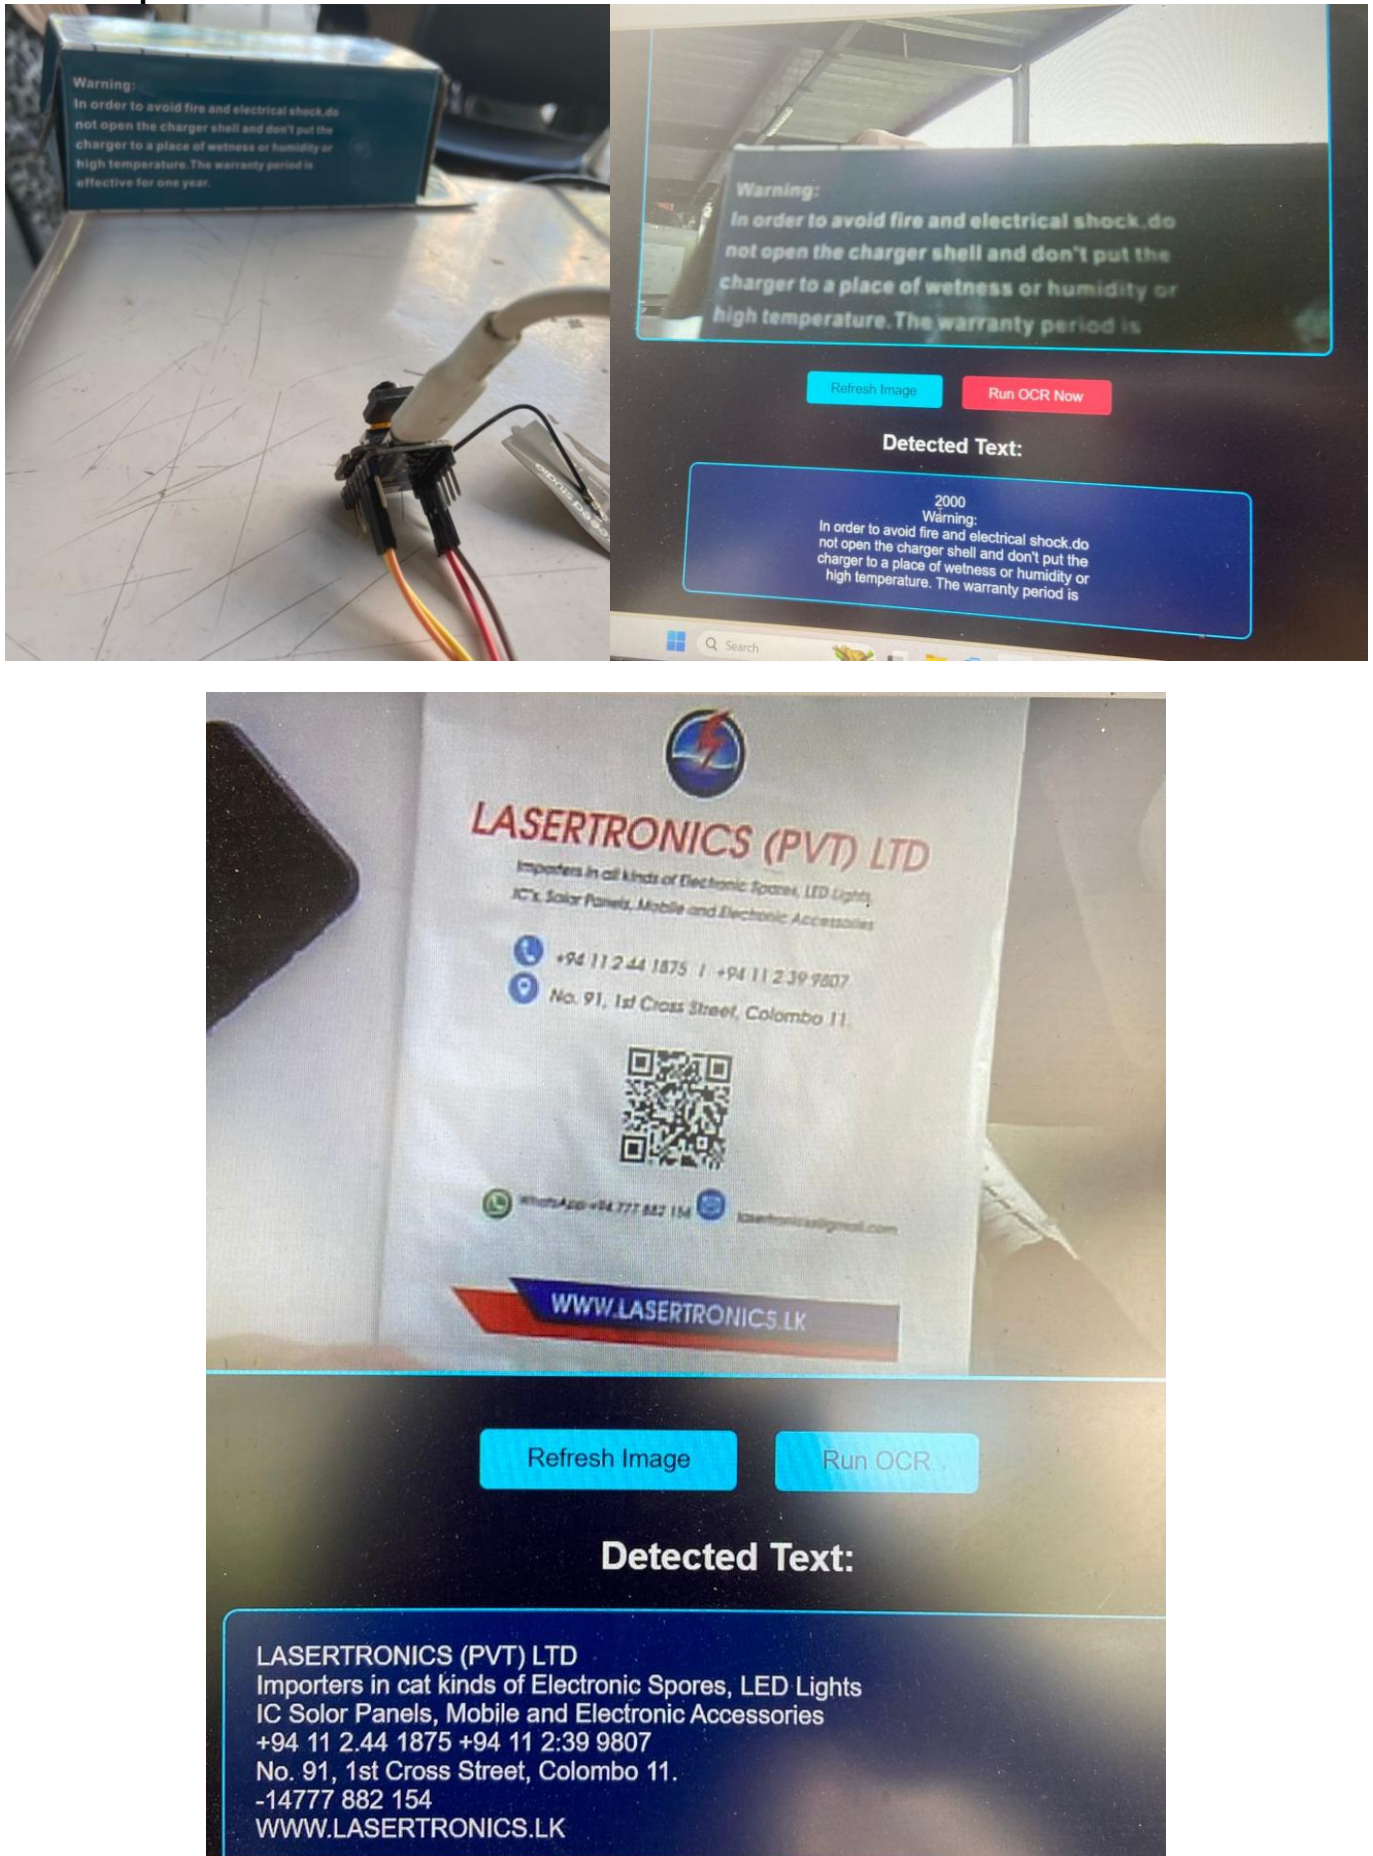 Warning:
In order to avoid fire and electrical shock.do
not open the charger shell and don't put the
charger to a place of wetness or humidity or
high temperature.The warranty period is
effective for one year.
Warning:
In order to avoid fire and electrical shock.do
not open the charger shell and don't put the
charger to a place of wetness or humidity or
high temperature.The warranty period is
Refresh Image
Run OCR Now
Detected Text:
2000
Warning:
In order to avoid fire and electrical shock.do
not open the charger shell and don't put the
charger to a place of wetness or humidity or
high temperature. The warranty period is
Search
LASERTRONICS (PVT) LTD
Importers in all kinds of Electronic Spares, LED Lights,
IC's, Solar Panels, Mobile and Electronic Accessories
+94 11 2 44 1875 / +94 11 2 39 9807
No. 91, 1st Cross Street, Colombo 11.
WhatsApp:+94 777 882 154
lasertronics@gmail.com
WWW.LASERTRONICS.LK
Refresh Image
Run OCR
Detected Text:
LASERTRONICS (PVT) LTD
Importers in cat kinds of Electronic Spores, LED Lights
IC Solor Panels, Mobile and Electronic Accessories
+94 11 2.44 1875 +94 11 2:39 9807
No. 91, 1st Cross Street, Colombo 11.
-14777 882 154
WWW.LASERTRONICS.LK